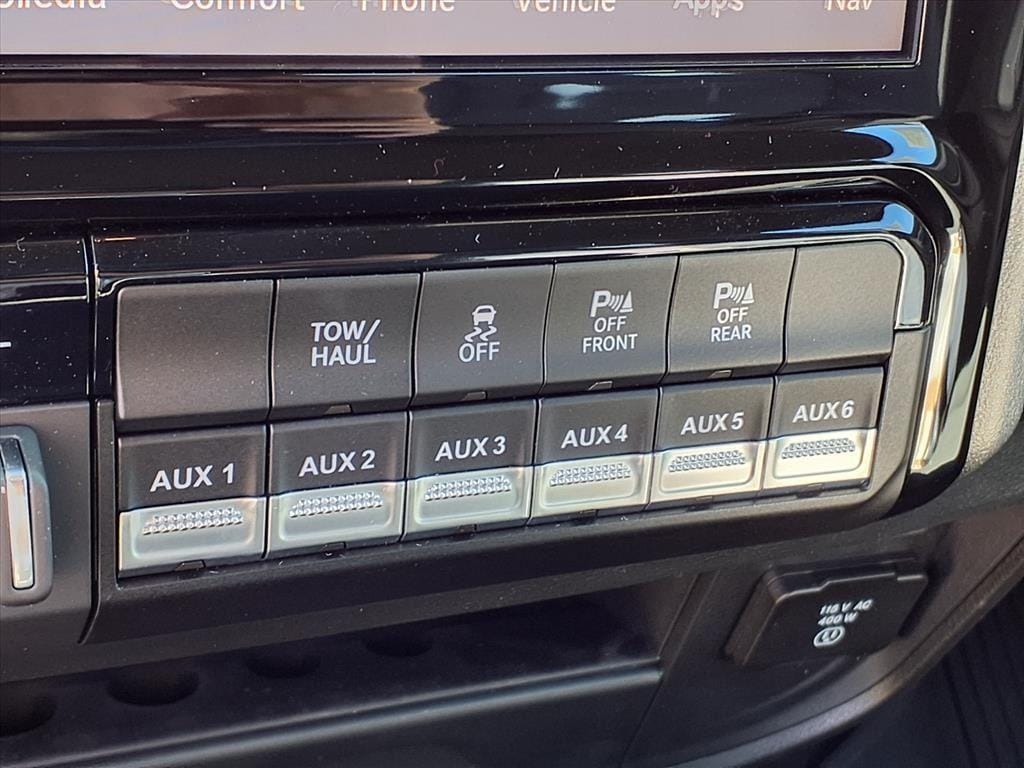 Media Comfort Phone Vehicle Apps Nav
TOW/
HAUL
OFF
P OFF
FRONT
P OFF
REAR
AUX 1 AUX 2 AUX 3 AUX 4 AUX 5 AUX 6
115 V AC
400 W